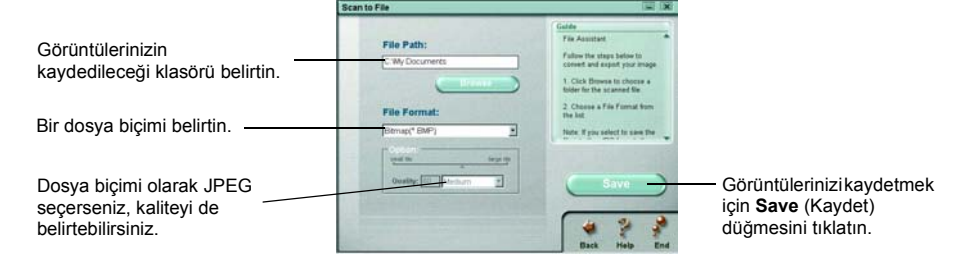 Görüntülerinizin
kaydedileceği klasörü belirtin.
Bir dosya biçimi belirtin.
Dosya biçimi olarak JPEG
seçerseniz, kaliteyi de
belirtebilirsiniz.
Scan to File
File Path:
C:\My Documents
Browse
File Format:
Bitmap(*.BMP)
Option:
small file large file
Quality: Medium
Guide
File Assistant
Follow the steps below to
convert and export your image.
1. Click Browse to choose a
folder for the scanned file.
2. Choose a File Format from
the list.
Note: If you select to save the
Save
Back Help End
Görüntülerinizi kaydetmek
için Save (Kaydet)
düğmesini tıklatın.